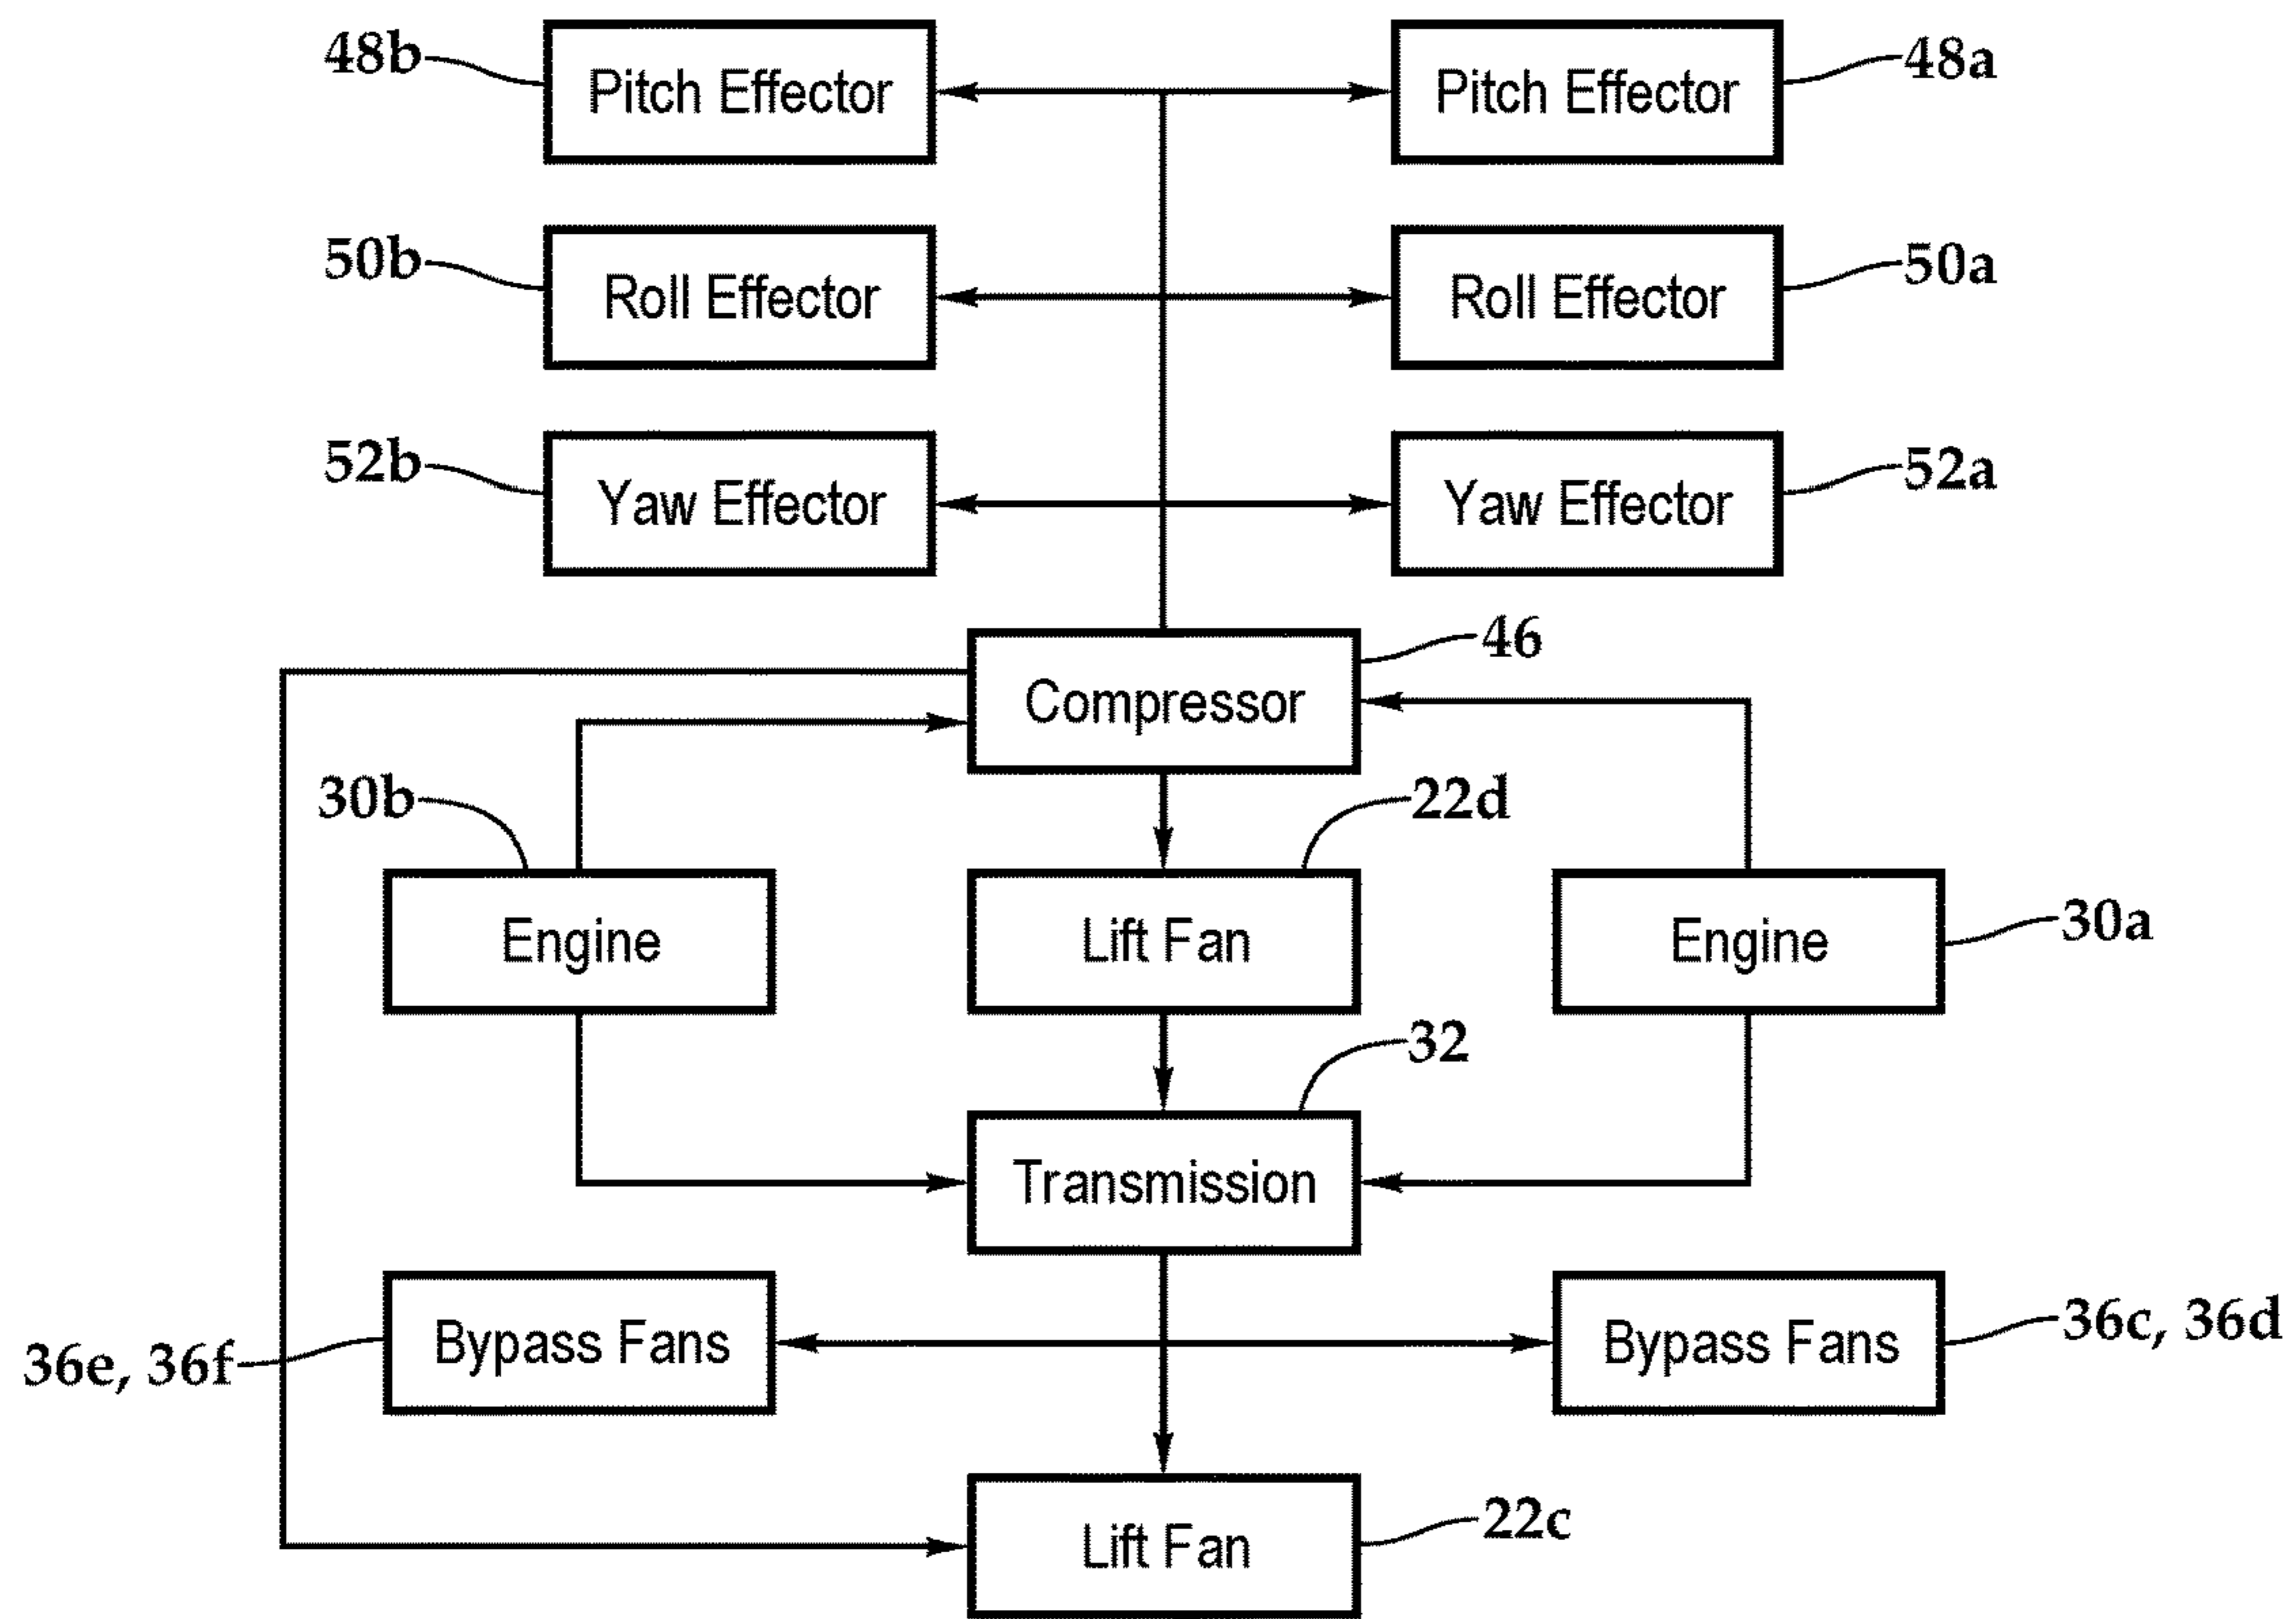 48b
Pitch Effector
Pitch Effector
48a
50b
Roll Effector
Roll Effector
50a
52b
Yaw Effector
Yaw Effector
52a
46
Compressor
30b
22d
Engine
Lift Fan
Engine
30a
32
Transmission
36e, 36f
Bypass Fans
Bypass Fans
36c, 36d
Lift Fan
22c